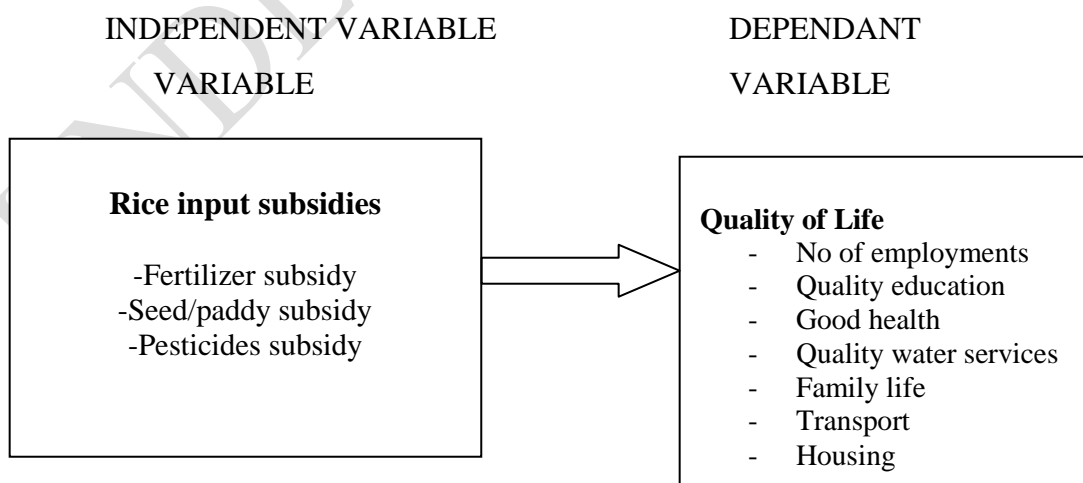 INDEPENDENT VARIABLE
VARIABLE
DEPENDANT
VARIABLE
Rice input subsidies
-Fertilizer subsidy
-Seed/paddy subsidy
-Pesticides subsidy
Quality of Life
- No of employments
- Quality education
- Good health
- Quality water services
- Family life
- Transport
- Housing